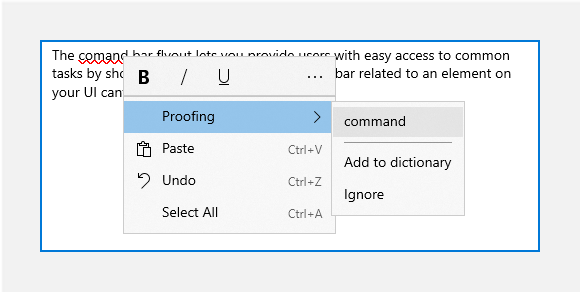 The comand bar flyout lets you provide users with easy access to common
tasks by sho bar related to an element on
your UI can
B / U ...
Proofing
Paste Ctrl+V
Undo Ctrl+Z
Select All Ctrl+A
command
Add to dictionary
Ignore